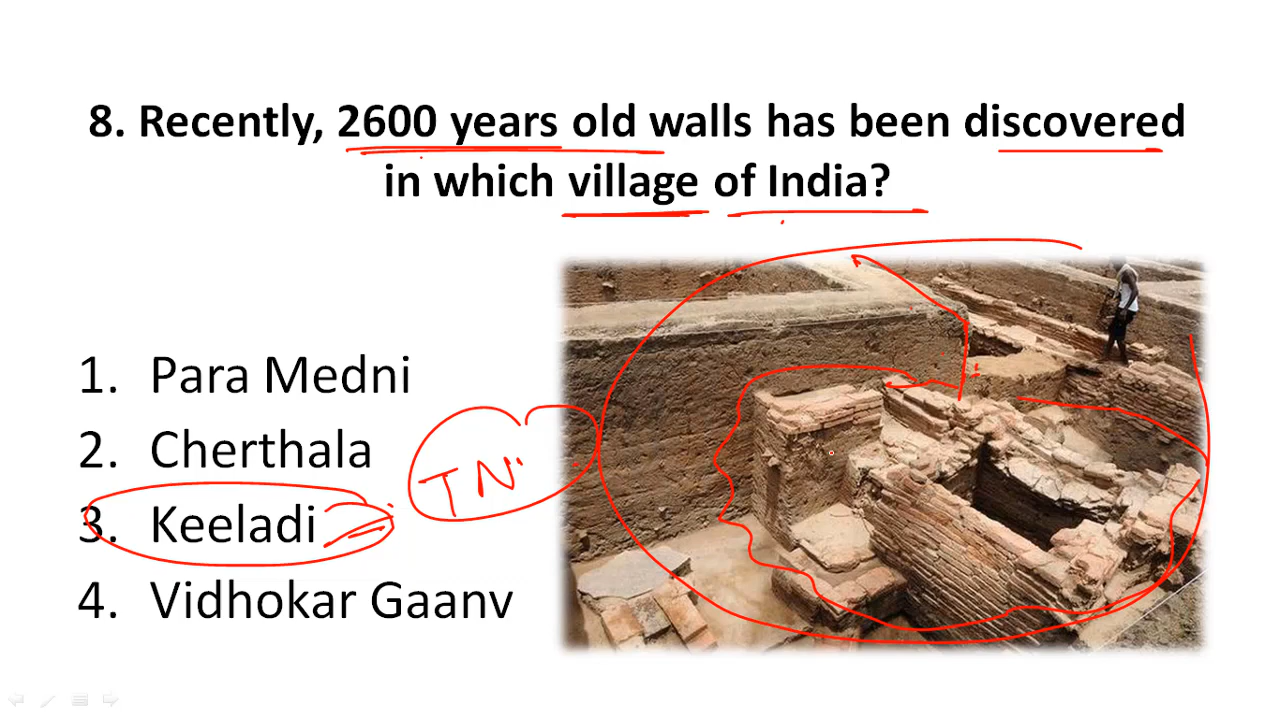 8. Recently, 2600 years old walls has been discovered
in which village of India?
1. Para Medni
2. Cherthala
3. Keeladi
TN
4. Vidhokar Gaanv